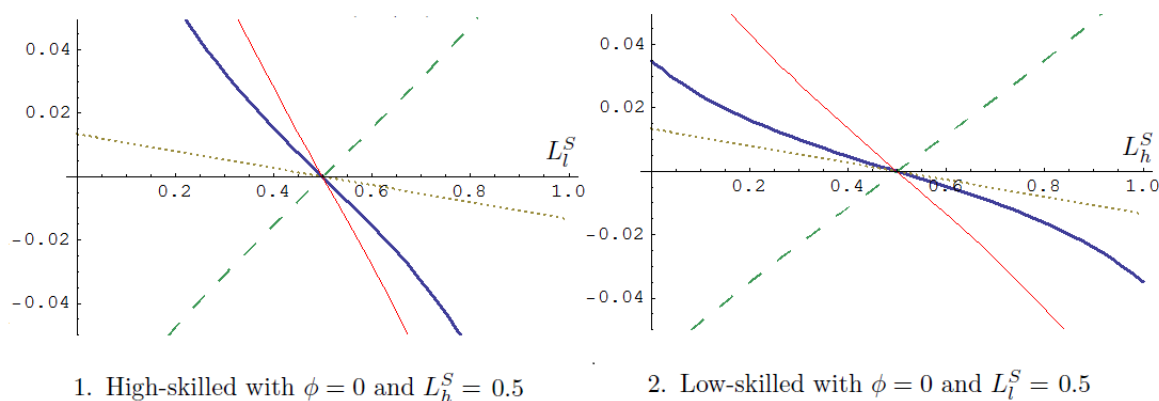 0.04
0.02
-0.02
-0.04
0.2 0.4 0.6 0.8 1.0
$L_l^S$
0.04
0.02
-0.02
-0.04
0.2 0.4 0.6 0.8 1.0
$L_h^S$
1. High-skilled with $\phi = 0$ and $L_h^S = 0.5$
2. Low-skilled with $\phi = 0$ and $L_l^S = 0.5$